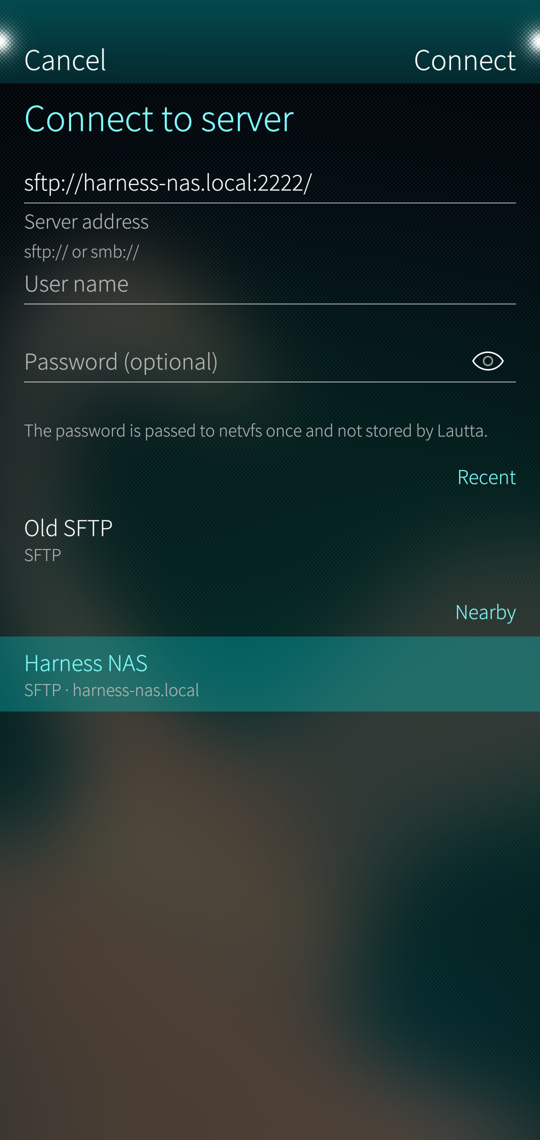 Cancel
Connect
Connect to server
sftp://harness-nas.local:2222/
Server address
sftp:// or smb://
User name
Password (optional)
The password is passed to netvfs once and not stored by Lautta.
Recent
Old SFTP
SFTP
Nearby
Harness NAS
SFTP · harness-nas.local